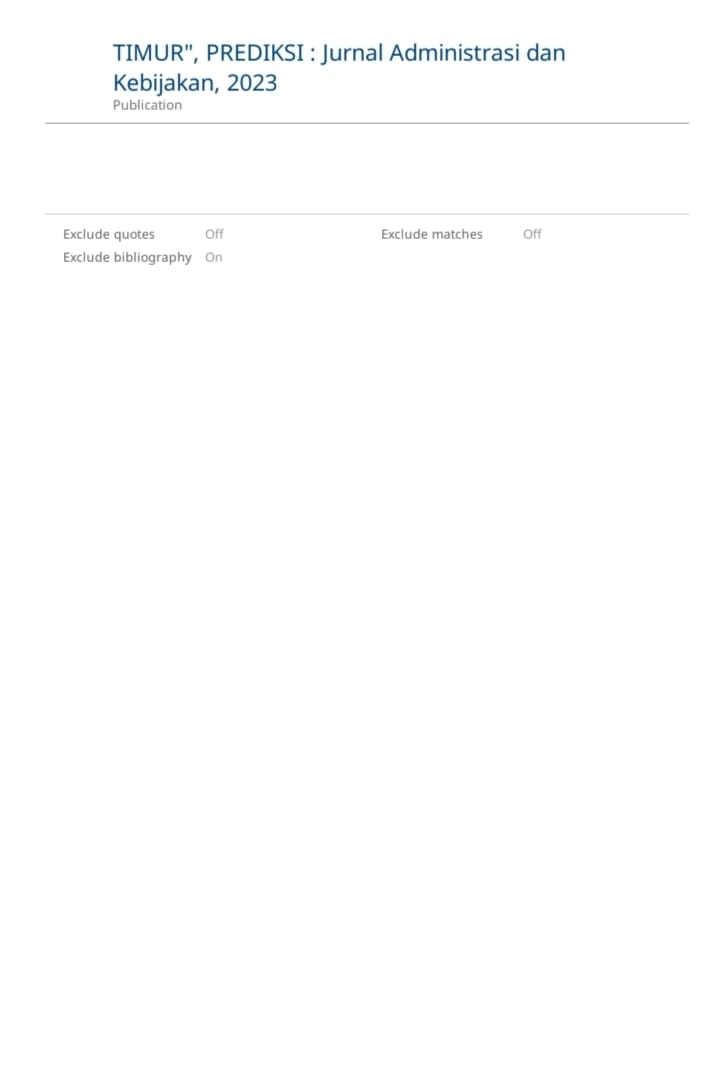 TIMUR", PREDIKSI : Jurnal Administrasi dan
Kebijakan, 2023
Publication
Exclude quotes Off Exclude matches Off
Exclude bibliography On